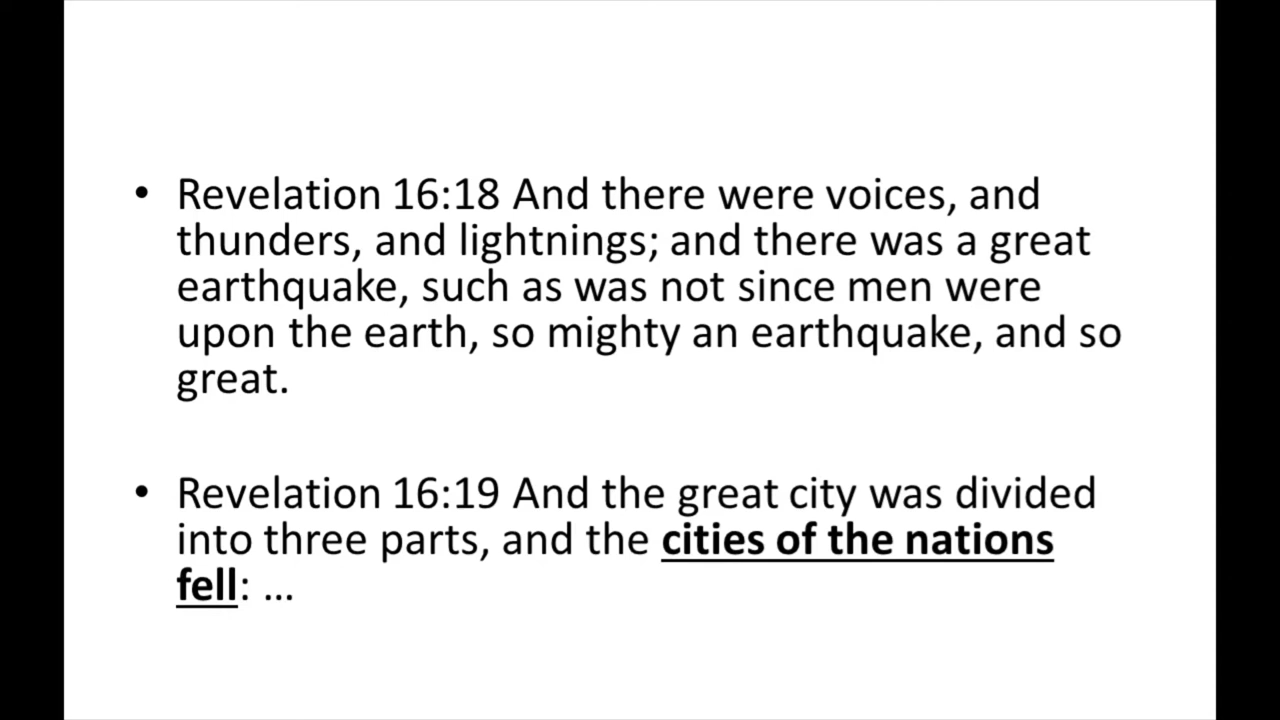 • Revelation 16:18 And there were voices, and
thunders, and lightnings; and there was a great
earthquake, such as was not since men were
upon the earth, so mighty an earthquake, and so
great.
• Revelation 16:19 And the great city was divided
into three parts, and the cities of the nations
fell: ...